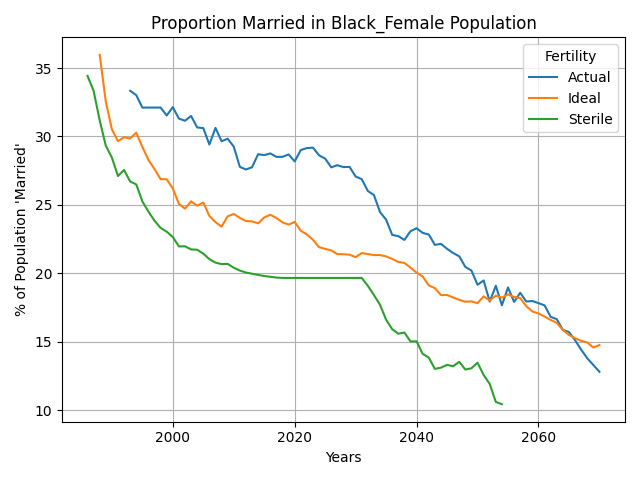 Proportion Married in Black_Female Population
% of Population 'Married'
35
30
25
20
15
10
Fertility
Actual
Ideal
Sterile
2000
2020
2040
2060
Years